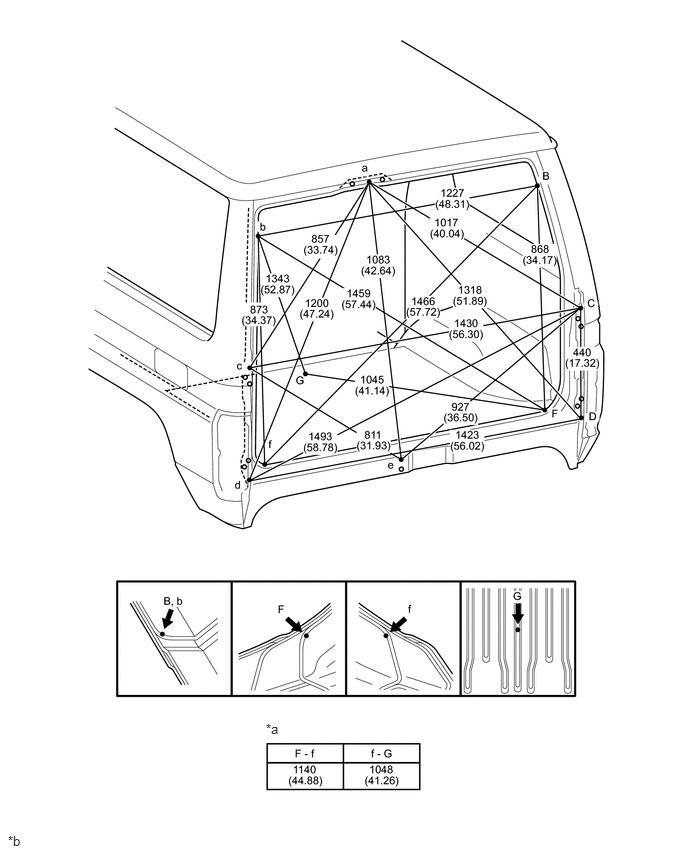 a
B
1227
(48.31)
b
1017
(40.04)
857
(33.74)
868
(34.17)
1083
(42.64)
1343
(52.87)
1318
(51.89)
1459
(57.44)
1200
(47.24)
1466
(57.72)
C
873
(34.37)
1430
(56.30)
440
(17.32)
c
G
1045
(41.14)
927
(36.50)
F
D
1493
(58.78)
811
(31.93)
1423
(56.02)
f
e
d
B, b
F
f
G
*a
F - f f - G
1140 1048
(44.88) (41.26)
*b